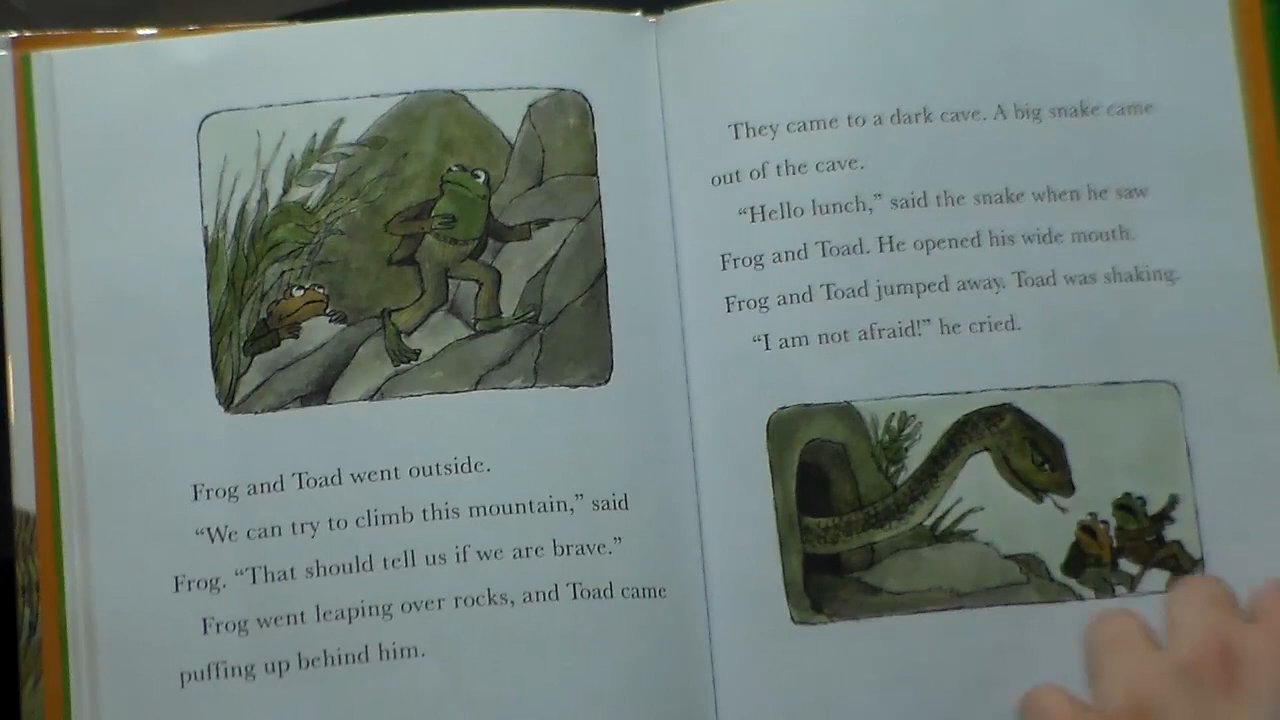 Frog and Toad went outside.
“We can try to climb this mountain,” said
Frog. “That should tell us if we are brave.”
Frog went leaping over rocks, and Toad came
puffing up behind him.
They came to a dark cave. A big snake came
out of the cave.
“Hello lunch,” said the snake when he saw
Frog and Toad. He opened his wide mouth.
Frog and Toad jumped away. Toad was shaking.
“I am not afraid!” he cried.